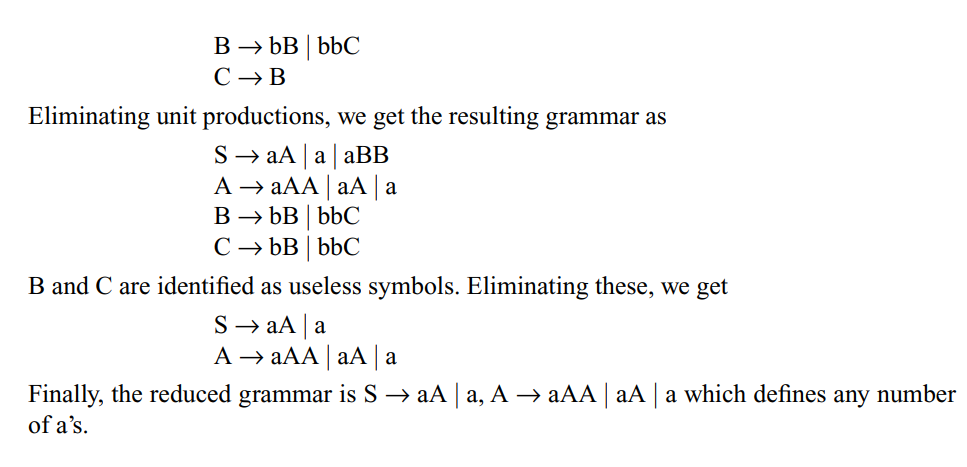 B → bB | bbC
C → B
Eliminating unit productions, we get the resulting grammar as
S → aA | a | aBB
A → aAA | aA | a
B → bB | bbC
C → bB | bbC
B and C are identified as useless symbols. Eliminating these, we get
S → aA | a
A → aAA | aA | a
Finally, the reduced grammar is S → aA | a, A → aAA | aA | a which defines any number
of a’s.